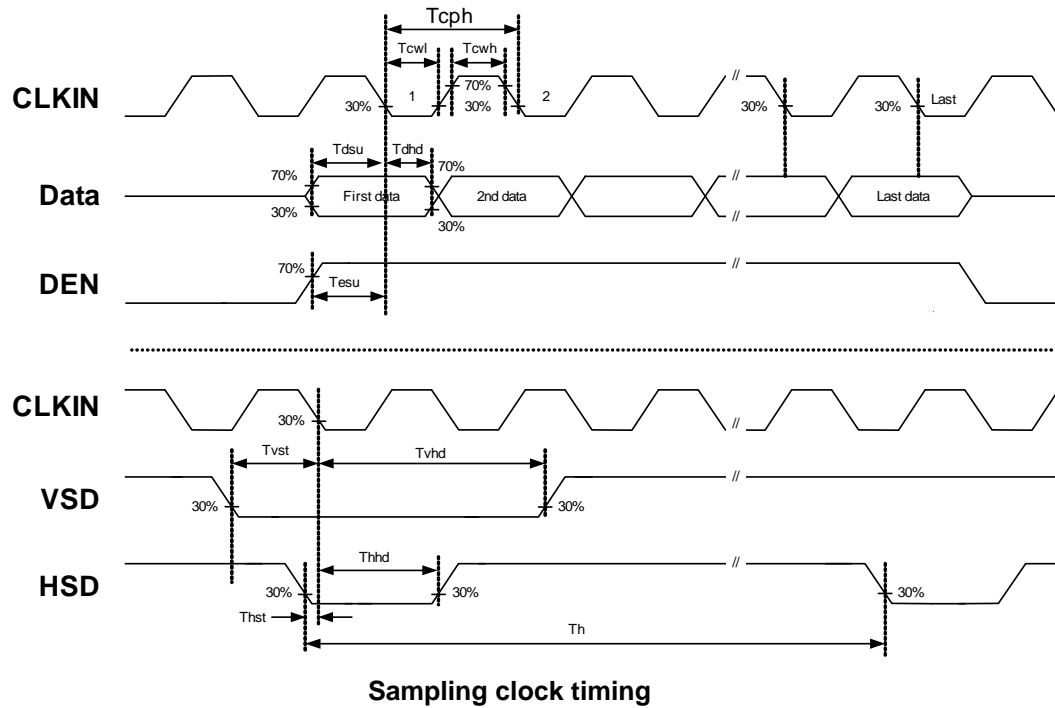 Tcph
Tcwl Tcwh
CLKIN 30% 1 70% 30% 2 // 30% 30% Last
Tdsu Tdhd
Data 70% 30% First data 70% 30% 2nd data // // Last data
DEN 70% Tesu //
CLKIN 30% //
Tvst Tvhd
VSD 30% 30% //
HSD 30% Thhd 30% // 30%
Thst
Th
Sampling clock timing